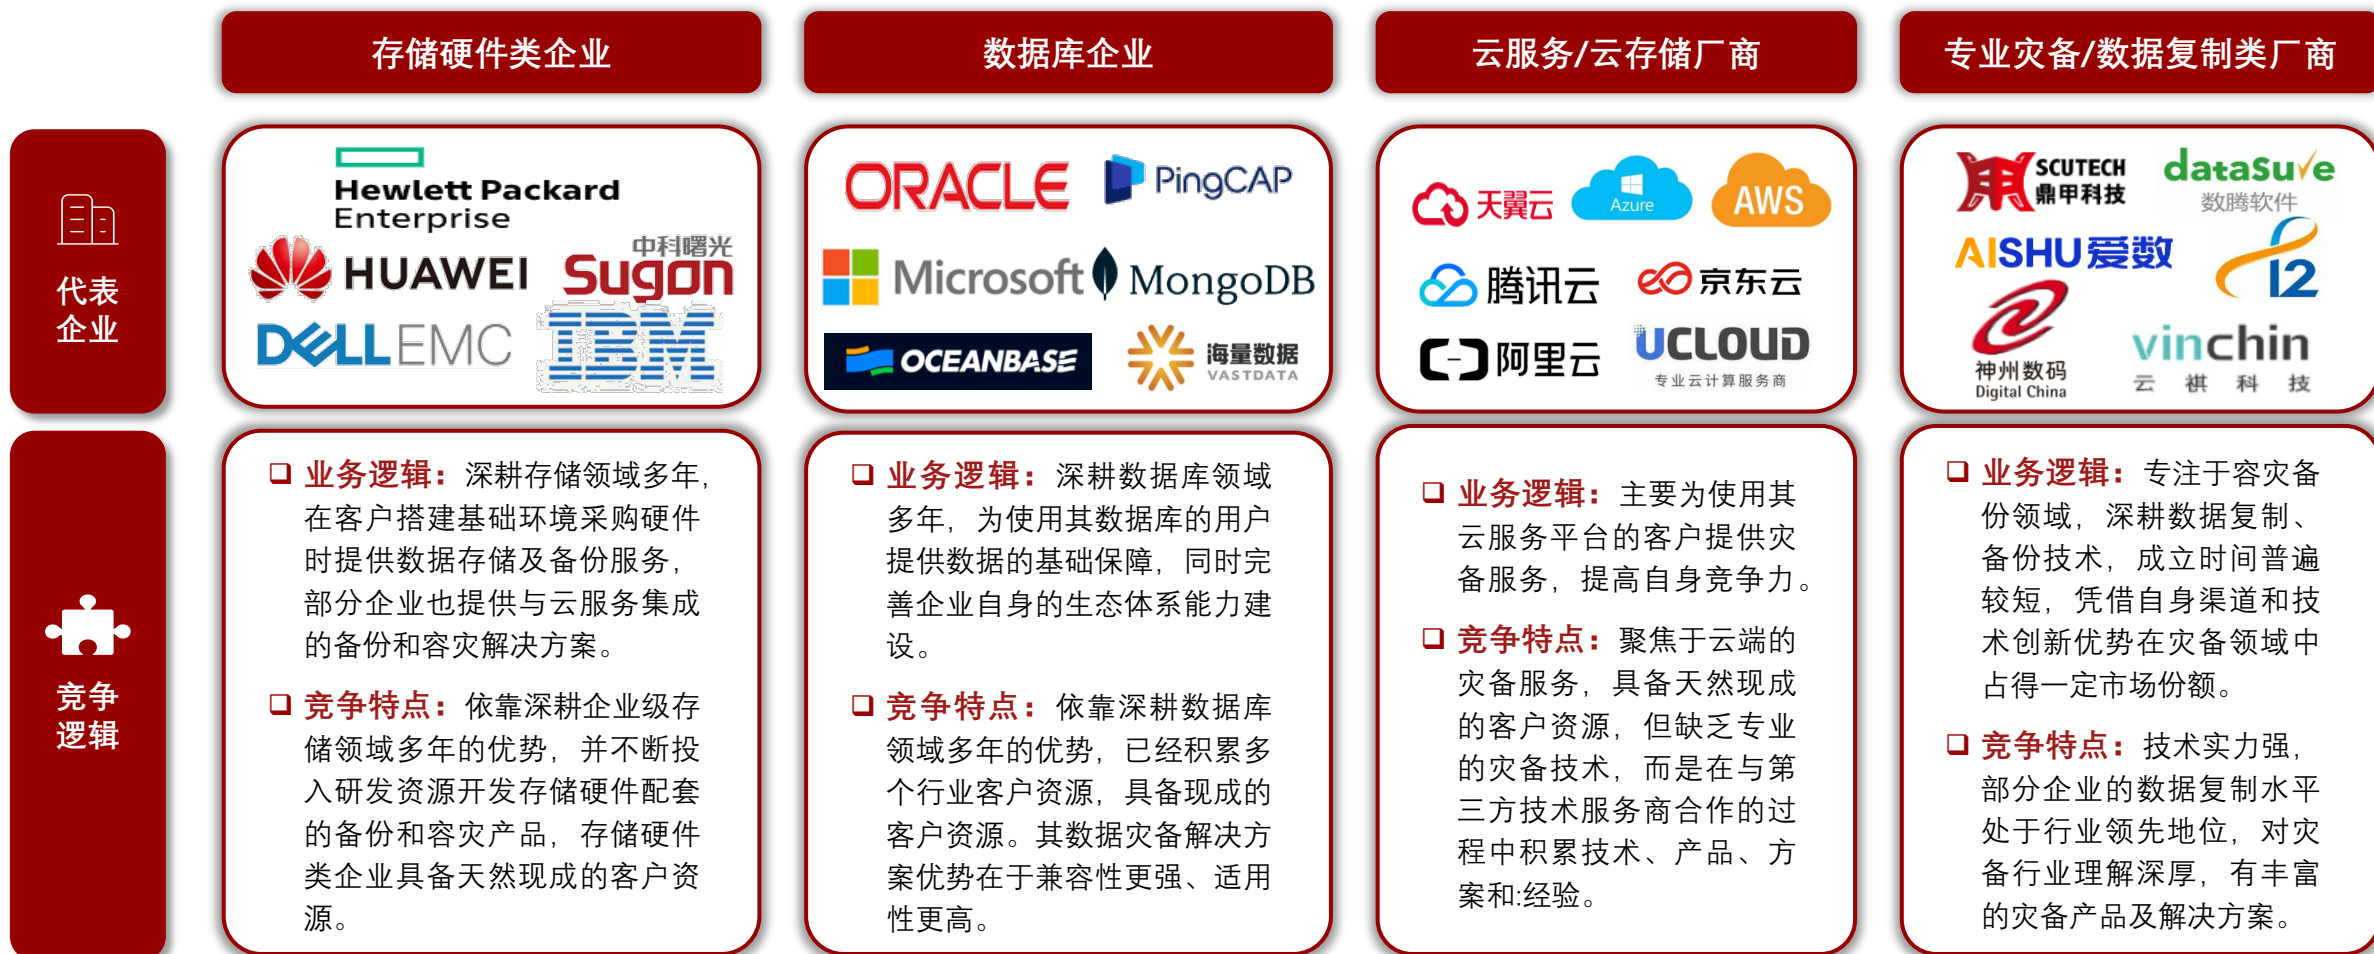 存储硬件类企业
数据库企业
云服务/云存储厂商
专业灾备/数据复制类厂商
代表
企业
Hewlett Packard
Enterprise
HUAWEI
中科曙光
Sugon
DELLEMC
IBM
ORACLE
PingCAP
Microsoft
MongoDB
OCEANBASE
海量数据
VASTDATA
天翼云
Azure
AWS
腾讯云
京东云
阿里云
UCLOUD
专业云计算服务商
SCUTECH
鼎甲科技
dataSure
数腾软件
AISHU爱数
i2
神州数码
Digital China
vinchin
云祺科技
竞争
逻辑
业务逻辑：深耕存储领域多年，
在客户搭建基础环境采购硬件
时提供数据存储及备份服务，
部分企业也提供与云服务集成
的备份和容灾解决方案。
竞争特点：依靠深耕企业级存
储领域多年的优势，并不断投
入研发资源开发存储硬件配套
的备份和容灾产品，存储硬件
类企业具备天然现成的客户资
源。
业务逻辑：深耕数据库领域
多年，为使用其数据库的用户
提供数据的基础保障，同时完
善企业自身的生态体系能力建
设。
竞争特点：依靠深耕数据库
领域多年的优势，已经积累多
个行业客户资源，具备现成的
客户资源。其数据灾备解决方
案优势在于兼容性更强、适用
性更高。
业务逻辑：主要为使用其
云服务平台的客户提供灾
备服务，提高自身竞争力。
竞争特点：聚焦于云端的
灾备服务，具备天然现成
的客户资源，但缺乏专业
的灾备技术，而是在与第
三方技术服务商合作的过
程中积累技术、产品、方
案和:经验。
业务逻辑：专注于容灾备
份领域，深耕数据复制、
备份技术，成立时间普遍
较短，凭借自身渠道和技
术创新优势在灾备领域中
占得一定市场份额。
竞争特点：技术实力强，
部分企业的数据复制水平
处于行业领先地位，对灾
备行业理解深厚，有丰富
的灾备产品及解决方案。